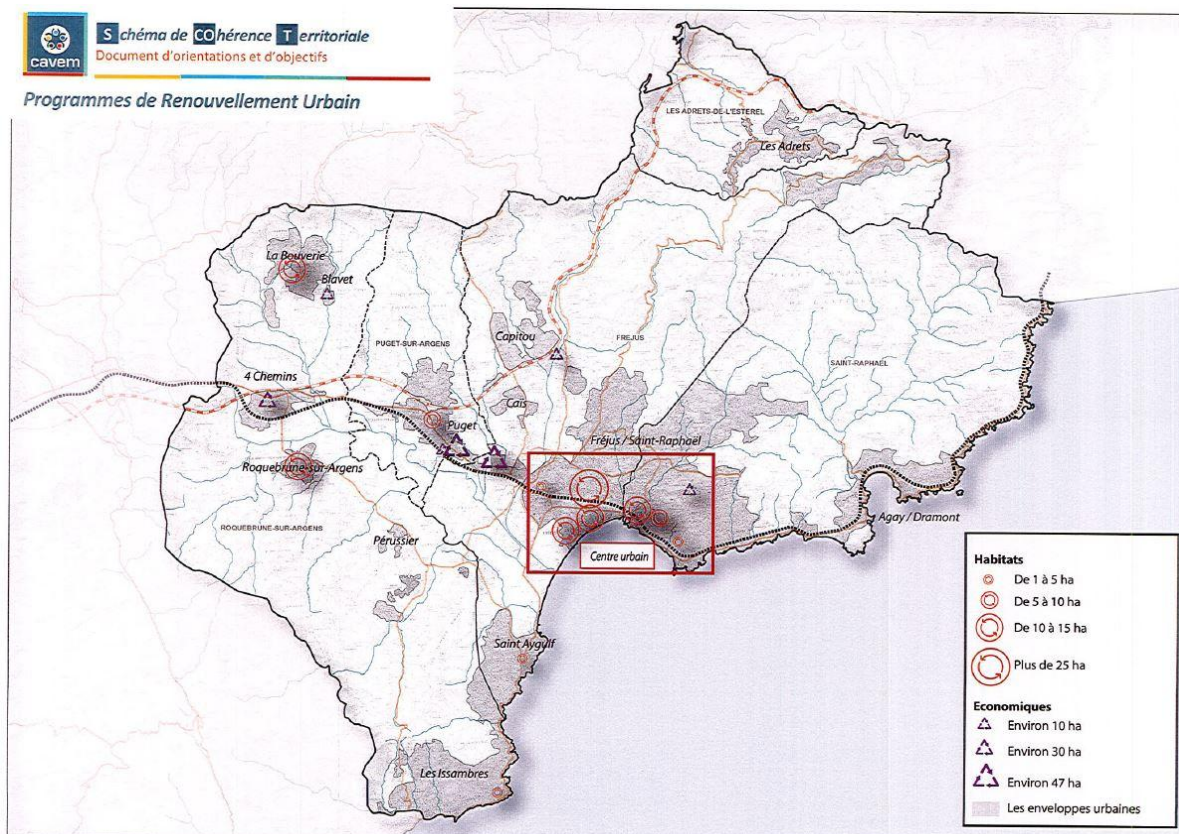 cavem
Schéma de COhérence Territoriale
Document d'orientations et d'objectifs
Programmes de Renouvellement Urbain
LES ADRETS-DE-L'ESTEREL
Les Adrets
La Bouverie
Blavet
PUGET-SUR-ARGENS
Capitou
FREJUS
SAINT-RAPHAEL
4 Chemins
Caïs
Puget
Fréjus / Saint-Raphaël
Roquebrune-sur-Argens
Agay / Dramont
ROQUEBRUNE-SUR-ARGENS
Pérussier
Centre urbain
Saint Aygulf
Les Issambres
Habitats
De 1 à 5 ha
De 5 à 10 ha
De 10 à 15 ha
Plus de 25 ha
Economiques
Environ 10 ha
Environ 30 ha
Environ 47 ha
Les enveloppes urbaines